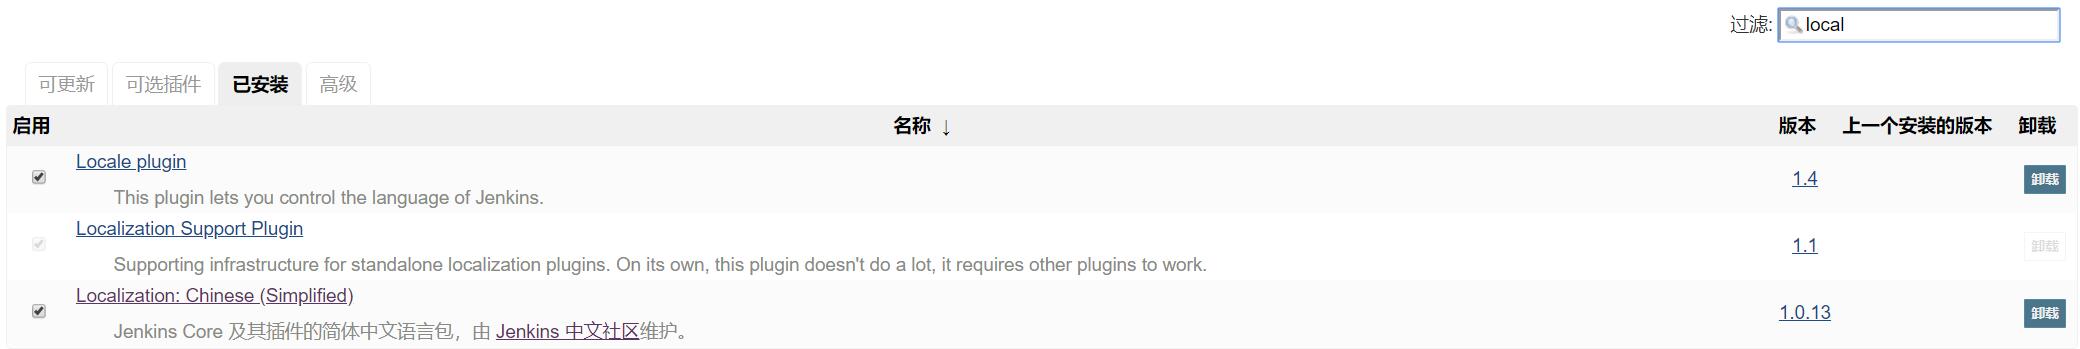 过滤: local
可更新 可选插件 已安装 高级
启用 名称 ↓ 版本 上一个安装的版本 卸载
Locale plugin
This plugin lets you control the language of Jenkins.
1.4 卸载
Localization Support Plugin
Supporting infrastructure for standalone localization plugins. On its own, this plugin doesn't do a lot, it requires other plugins to work.
1.1 卸载
Localization: Chinese (Simplified)
Jenkins Core 及其插件的简体中文语言包，由 Jenkins 中文社区维护。
1.0.13 卸载